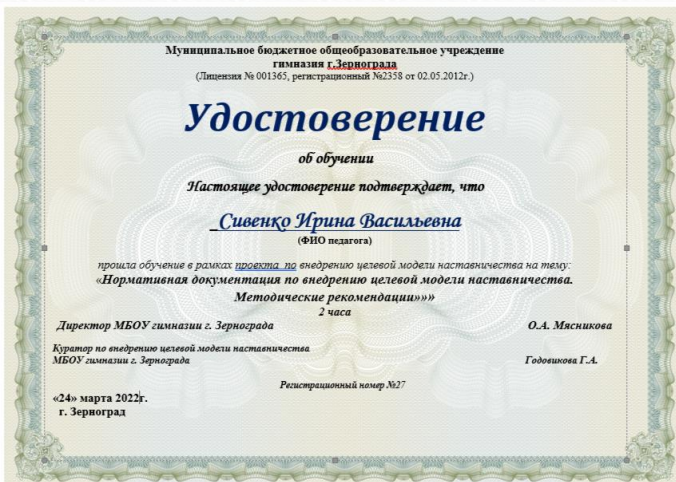 Муниципальное бюджетное общеобразовательное учреждение
гимназия г.Зернограда
(Лицензия № 001365, регистрационный №2358 от 02.05.2012г.)
Удостоверение
об обучении
Настоящее удостоверение подтверждает, что
_Сивенко Ирина Васильевна
(ФИО педагога)
прошла обучение в рамках проекта по внедрению целевой модели наставничества на тему:
«Нормативная документация по внедрению целевой модели наставничества.
Методические рекомендации»»»
2 часа
Директор МБОУ гимназии г. Зернограда О.А. Мясникова
Куратор по внедрению целевой модели наставничества
МБОУ гимназии г. Зернограда Годовикова Г.А.
Регистрационный номер №27
«24» марта 2022г.
г. Зерноград